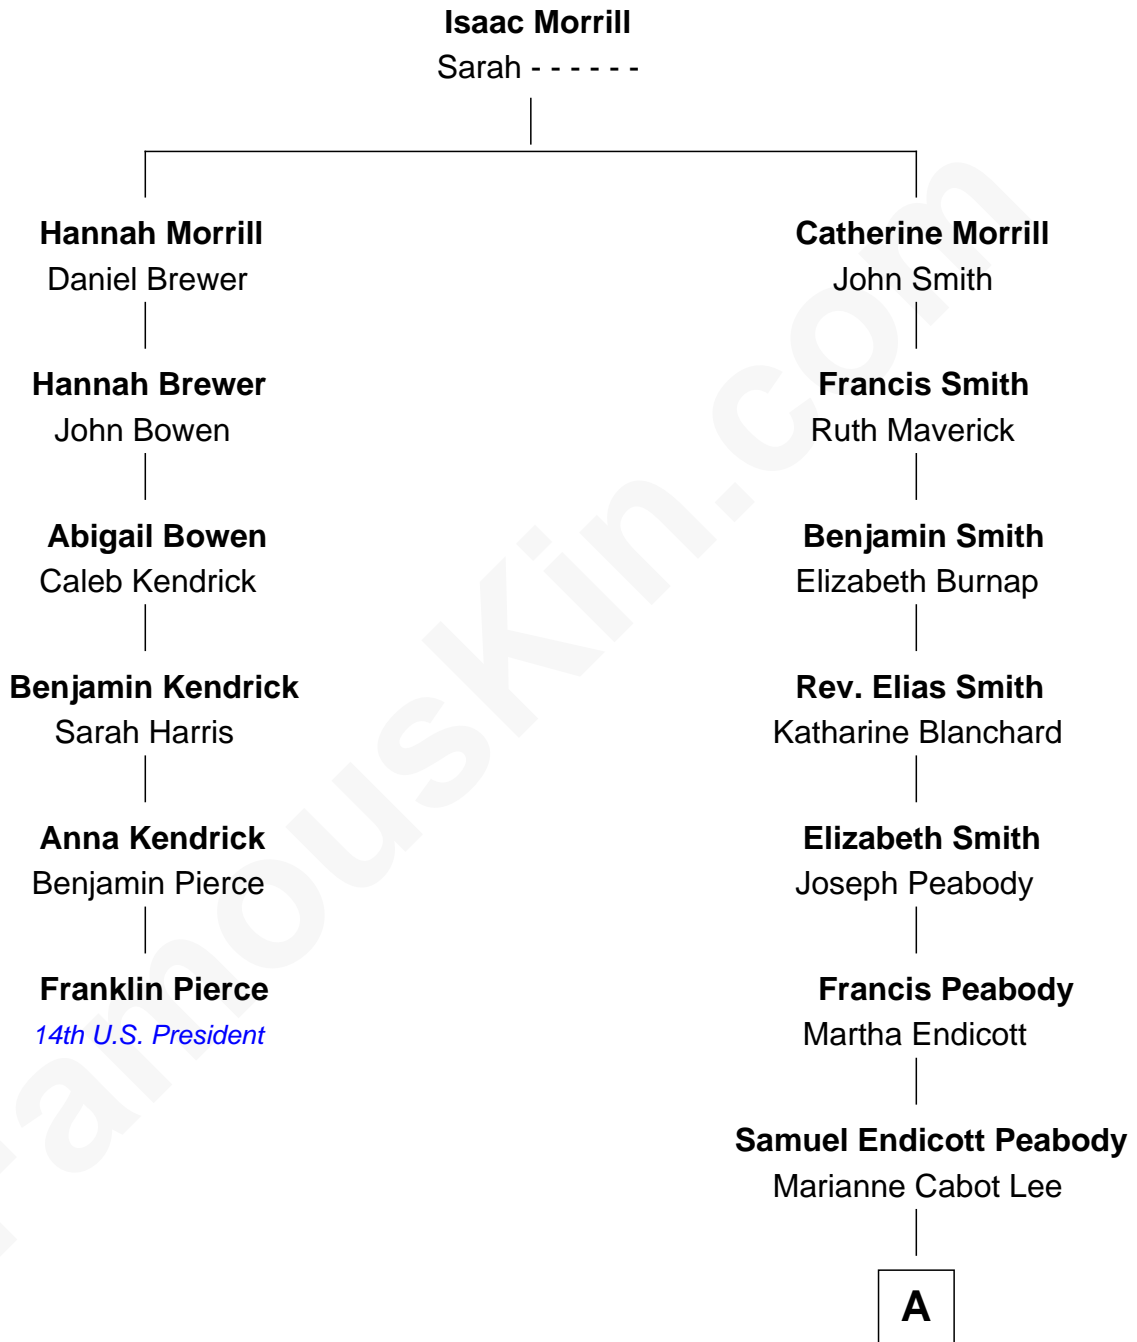 Isaac Morrill
Sarah - - - - - -
Hannah Morrill
Daniel Brewer
Catherine Morrill
John Smith
Hannah Brewer
John Bowen
Francis Smith
Ruth Maverick
Abigail Bowen
Caleb Kendrick
Benjamin Smith
Elizabeth Burnap
Benjamin Kendrick
Sarah Harris
Rev. Elias Smith
Katharine Blanchard
Anna Kendrick
Benjamin Pierce
Elizabeth Smith
Joseph Peabody
Franklin Pierce
14th U.S. President
Francis Peabody
Martha Endicott
Samuel Endicott Peabody
Marianne Cabot Lee
A
FamousKin.com